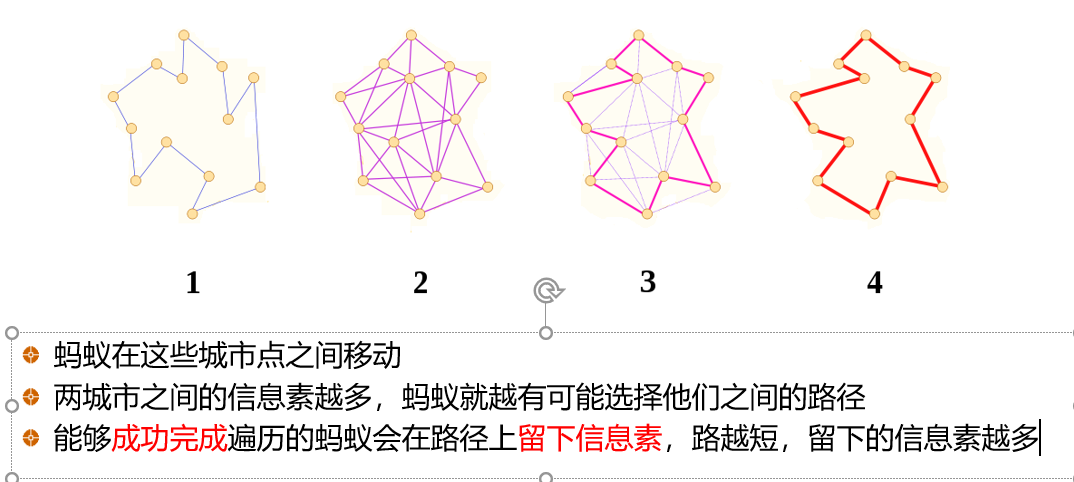 1 2 3 4
蚂蚁在这些城市点之间移动
两城市之间的信息素越多，蚂蚁就越有可能选择他们之间的路径
能够成功完成遍历的蚂蚁会在路径上留下信息素，路越短，留下的信息素越多